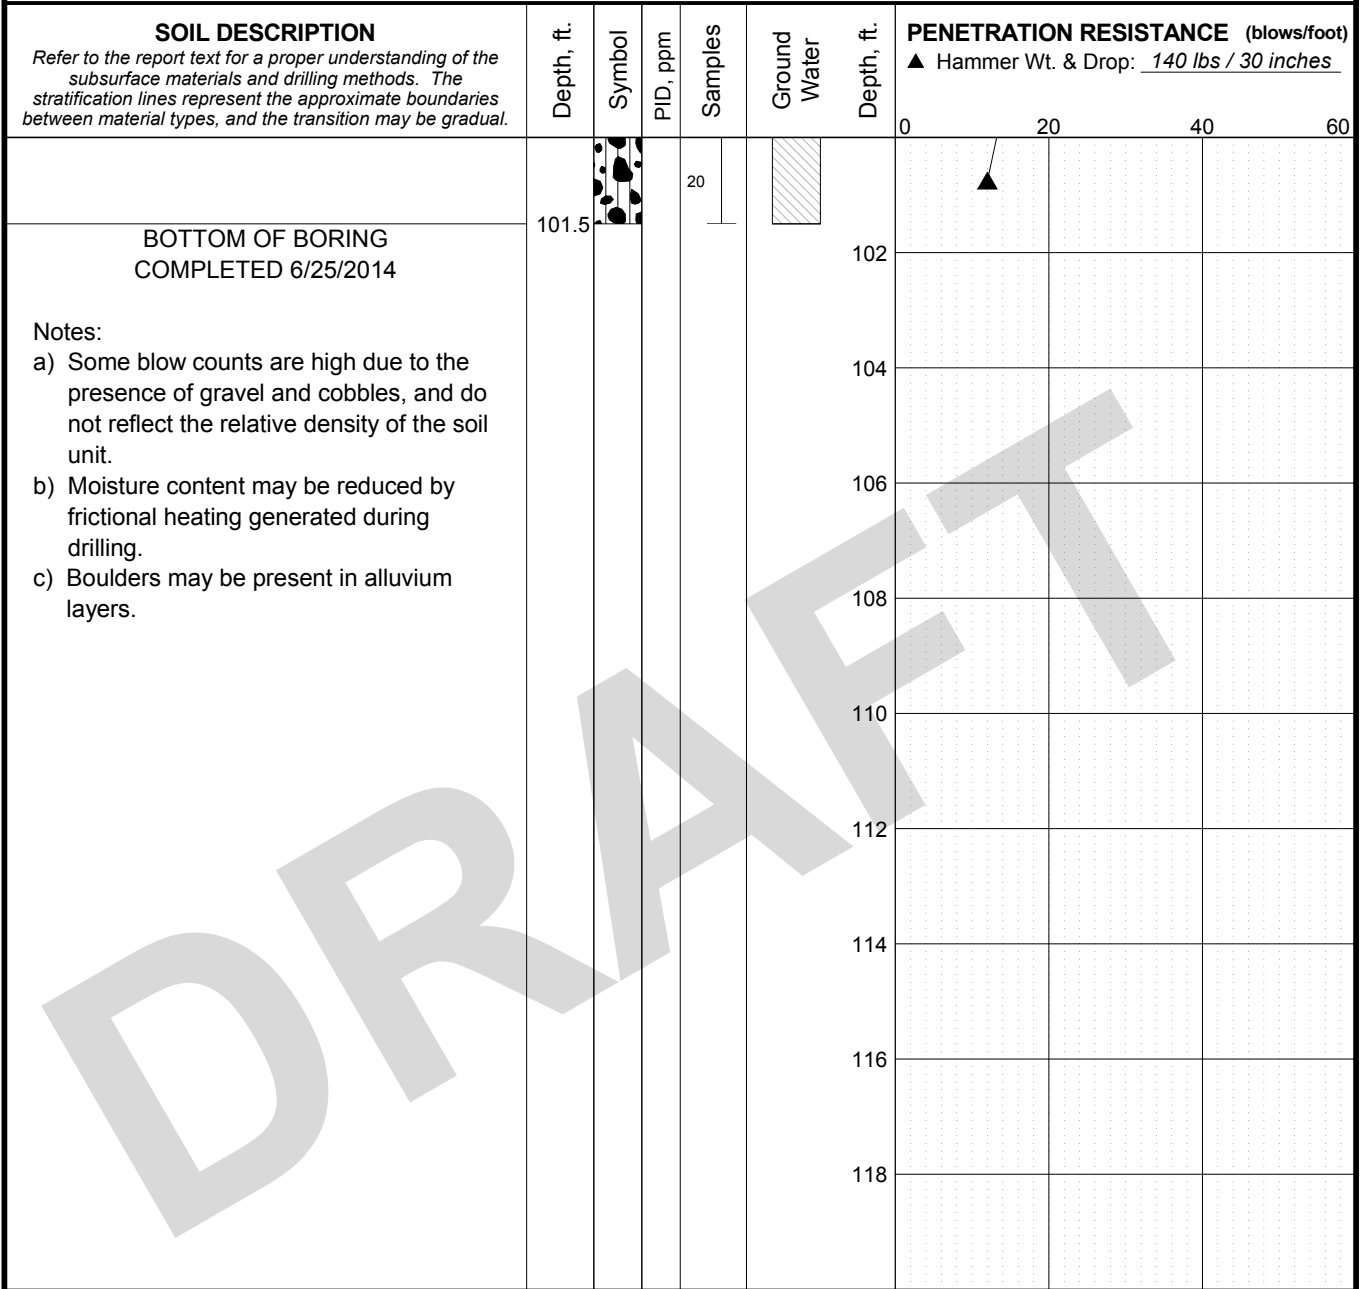 SOIL DESCRIPTION
Refer to the report text for a proper understanding of the
subsurface materials and drilling methods. The
stratification lines represent the approximate boundaries
between material types, and the transition may be gradual.
Depth, ft.
Symbol
PID, ppm
Samples
Ground
Water
Depth, ft.
PENETRATION RESISTANCE (blows/foot)
▲ Hammer Wt. & Drop: 140 lbs / 30 inches
0 20 40 60
20
101.5
BOTTOM OF BORING
COMPLETED 6/25/2014
Notes:
a) Some blow counts are high due to the
presence of gravel and cobbles, and do
not reflect the relative density of the soil
unit.
b) Moisture content may be reduced by
frictional heating generated during
drilling.
c) Boulders may be present in alluvium
layers.
102
104
106
108
110
112
114
116
118
DRAFT